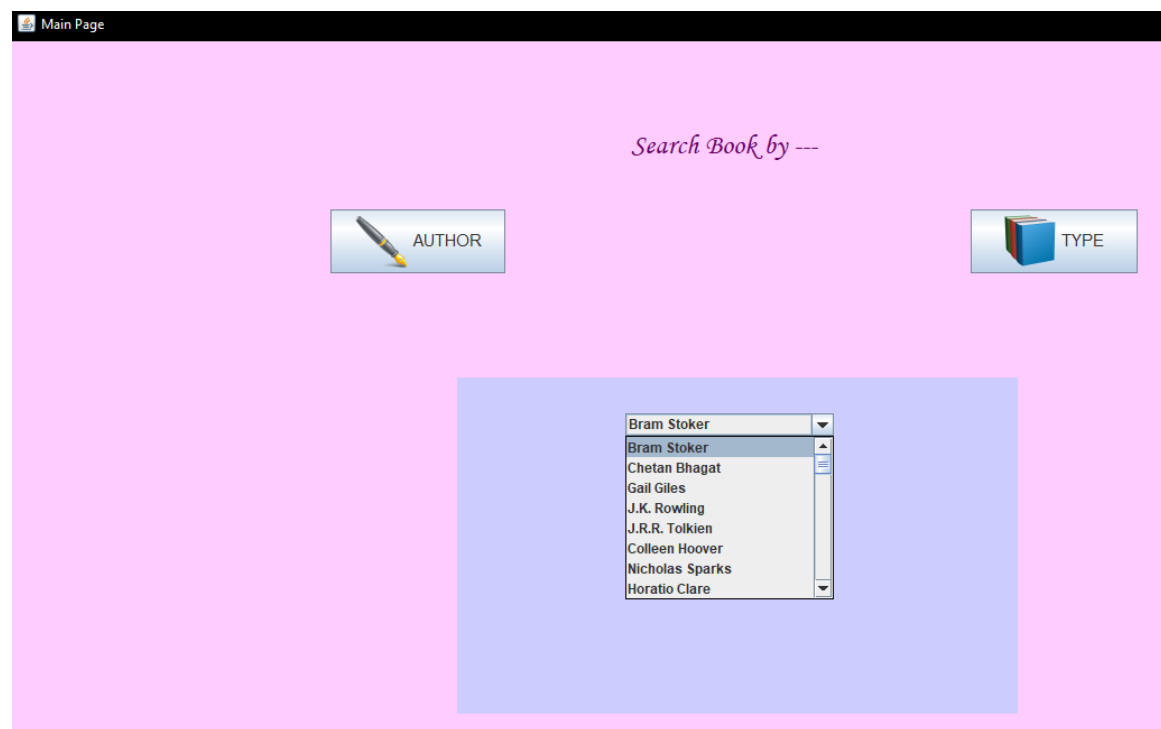 Main Page
Search Book by ---
AUTHOR
TYPE
Bram Stoker
Bram Stoker
Chetan Bhagat
Gail Giles
J.K. Rowling
J.R.R. Tolkien
Colleen Hoover
Nicholas Sparks
Horatio Clare